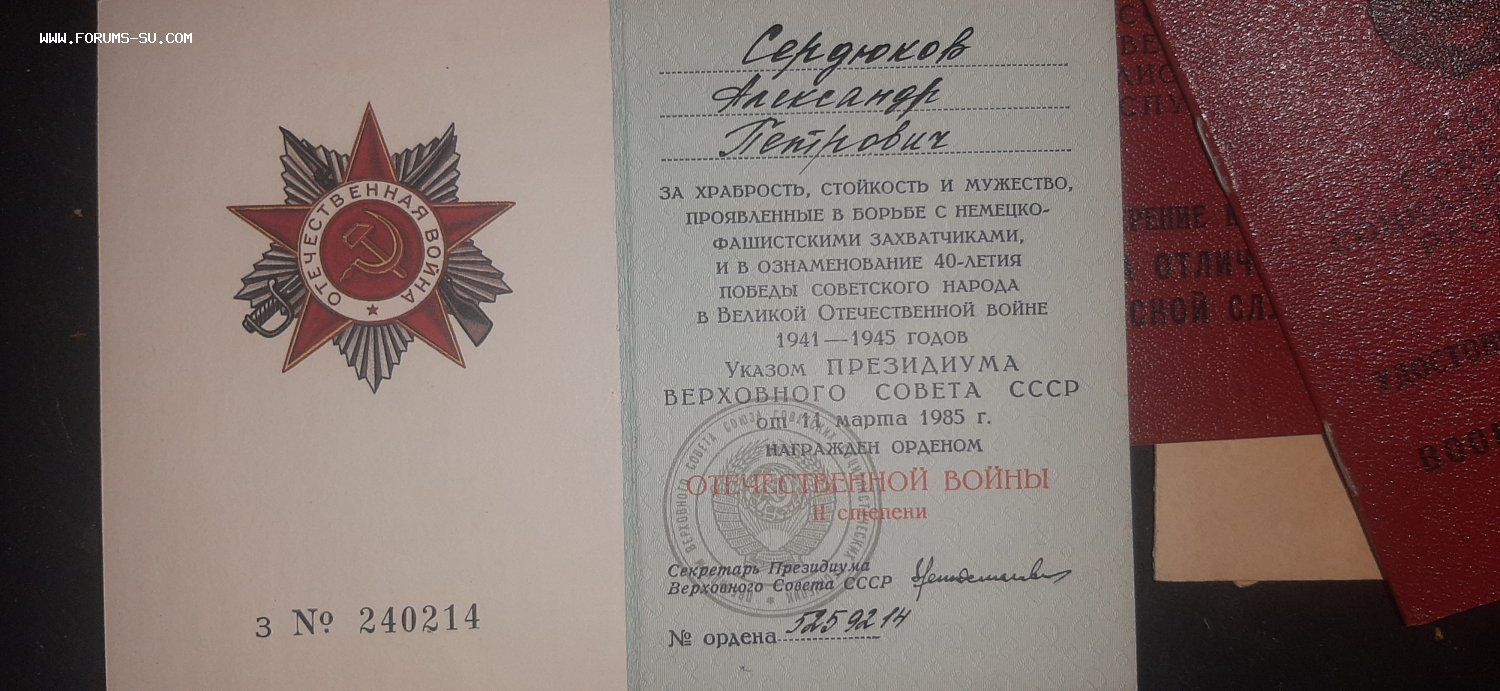 WWW.FORUMS-SU.COM
ОТЕЧЕСТВЕННАЯ ВОЙНА
З № 240214
Сердюков
Александр
Петрович
ЗА ХРАБРОСТЬ, СТОЙКОСТЬ И МУЖЕСТВО,
ПРОЯВЛЕННЫЕ В БОРЬБЕ С НЕМЕЦКО-
ФАШИСТСКИМИ ЗАХВАТЧИКАМИ,
И В ОЗНАМЕНОВАНИЕ 40-ЛЕТИЯ
ПОБЕДЫ СОВЕТСКОГО НАРОДА
В ВЕЛИКОЙ ОТЕЧЕСТВЕННОЙ ВОЙНЕ
1941—1945 ГОДОВ
УКАЗОМ ПРЕЗИДИУМА
ВЕРХОВНОГО СОВЕТА СССР
от 11 марта 1985 г.
НАГРАЖДЕН ОРДЕНОМ
ОТЕЧЕСТВЕННОЙ ВОЙНЫ
II степени
Секретарь Президиума
Верховного Совета СССР
№ ордена 5259214